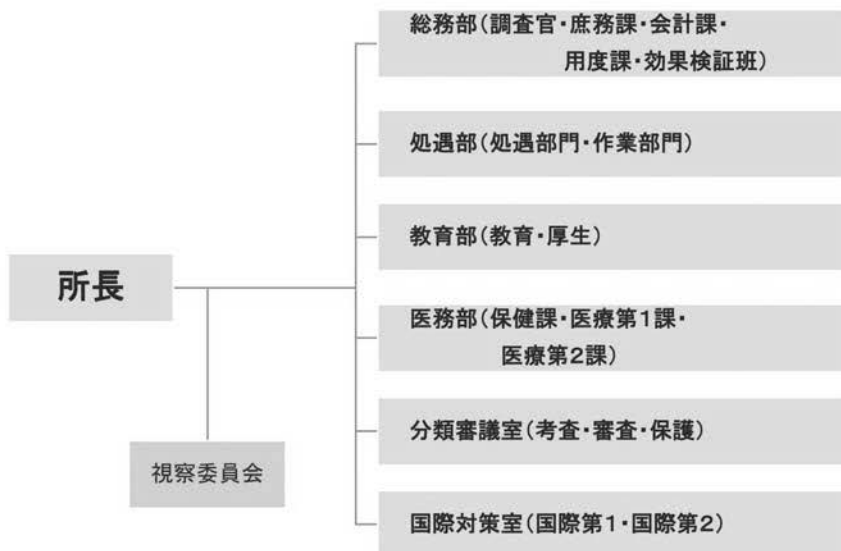 総務部(調査官・庶務課・会計課・
用度課・効果検証班)
処遇部(処遇部門・作業部門)
教育部(教育・厚生)
所長
医務部(保健課・医療第1課・
医療第2課)
分類審議室(考査・審査・保護)
視察委員会
国際対策室(国際第1・国際第2)